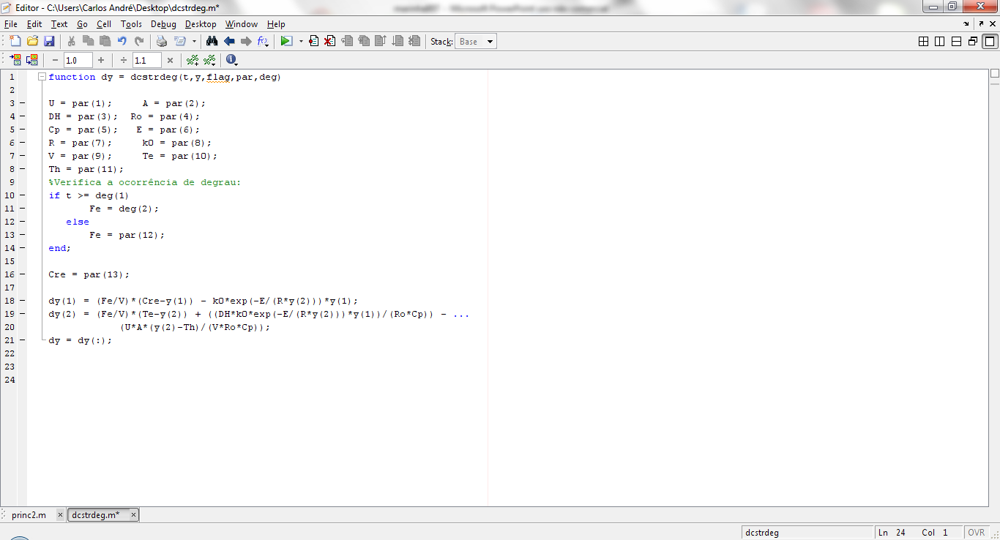 Editor - C:\Users\Carlos André\Desktop\dcstrdeg.m*
File Edit Text Go Cell Tools Debug Desktop Window Help
Stack: Base
1.0 1.1
1 function dy = dcstrdeg(t,y,flag,par,deg)
2
3 U = par(1); A = par(2);
4 DH = par(3); Ro = par(4);
5 Cp = par(5); E = par(6);
6 R = par(7); k0 = par(8);
7 V = par(9); Te = par(10);
8 Th = par(11);
9 %Verifica a ocorrência de degrau:
10 if t >= deg(1)
11 Fe = deg(2);
12 else
13 Fe = par(12);
14 end;
15
16 Cre = par(13);
17
18 dy(1) = (Fe/V)*(Cre-y(1)) - k0*exp(-E/(R*y(2)))*y(1);
19 dy(2) = (Fe/V)*(Te-y(2)) + ((DH*k0*exp(-E/(R*y(2)))*y(1))/(Ro*Cp)) - ...
20 (U*A*(y(2)-Th)/(V*Ro*Cp));
21 dy = dy(:);
22
23
24
princ2.m dcstrdeg.m*
dcstrdeg Ln 24 Col 1 OVR